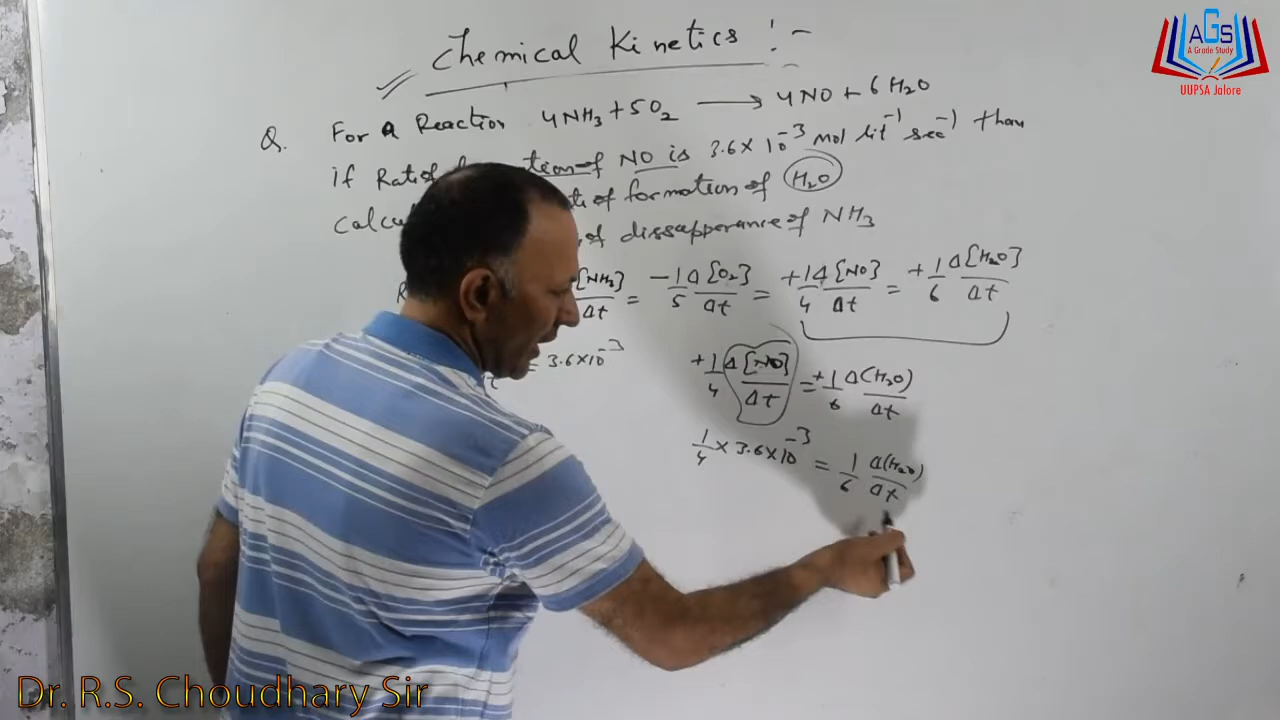 Chemical Kinetics :-
AGS
A Grade Study
UUPSA Jalore
Q. For a Reaction 4NH₃ + 5O₂ ⟶ 4NO + 6H₂O
If Rate of NO is 3.6×10⁻³ mol lit⁻¹ sec⁻¹ than
of formation of H₂O
of dissapperance of NH₃
[NH₃]/Δt = -1/5 Δ[O₂]/Δt = +1/4 Δ[NO]/Δt = +1/6 Δ[H₂O]/Δt
= 3.6×10⁻³
+1/4 Δ[NO]/Δt = +1/6 Δ(H₂O)/Δt
1/4 × 3.6×10⁻³ = 1/6 Δ(H₂O)/Δt
Dr. R.S. Choudhary Sir